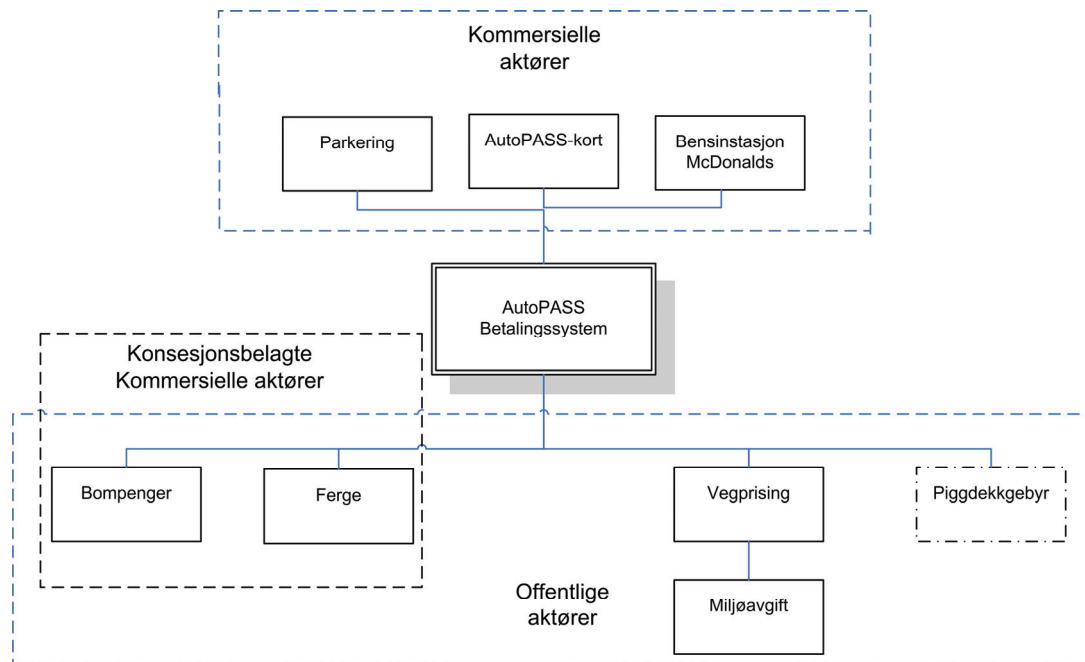 Kommersielle
aktører
Parkering
AutoPASS-kort
Bensinstasjon
McDonalds
AutoPASS
Betalingssystem
Konsesjonsbelagte
Kommersielle aktører
Bompenger
Ferge
Vegprising
Piggdekkgebyr
Offentlige
aktører
Miljøavgift